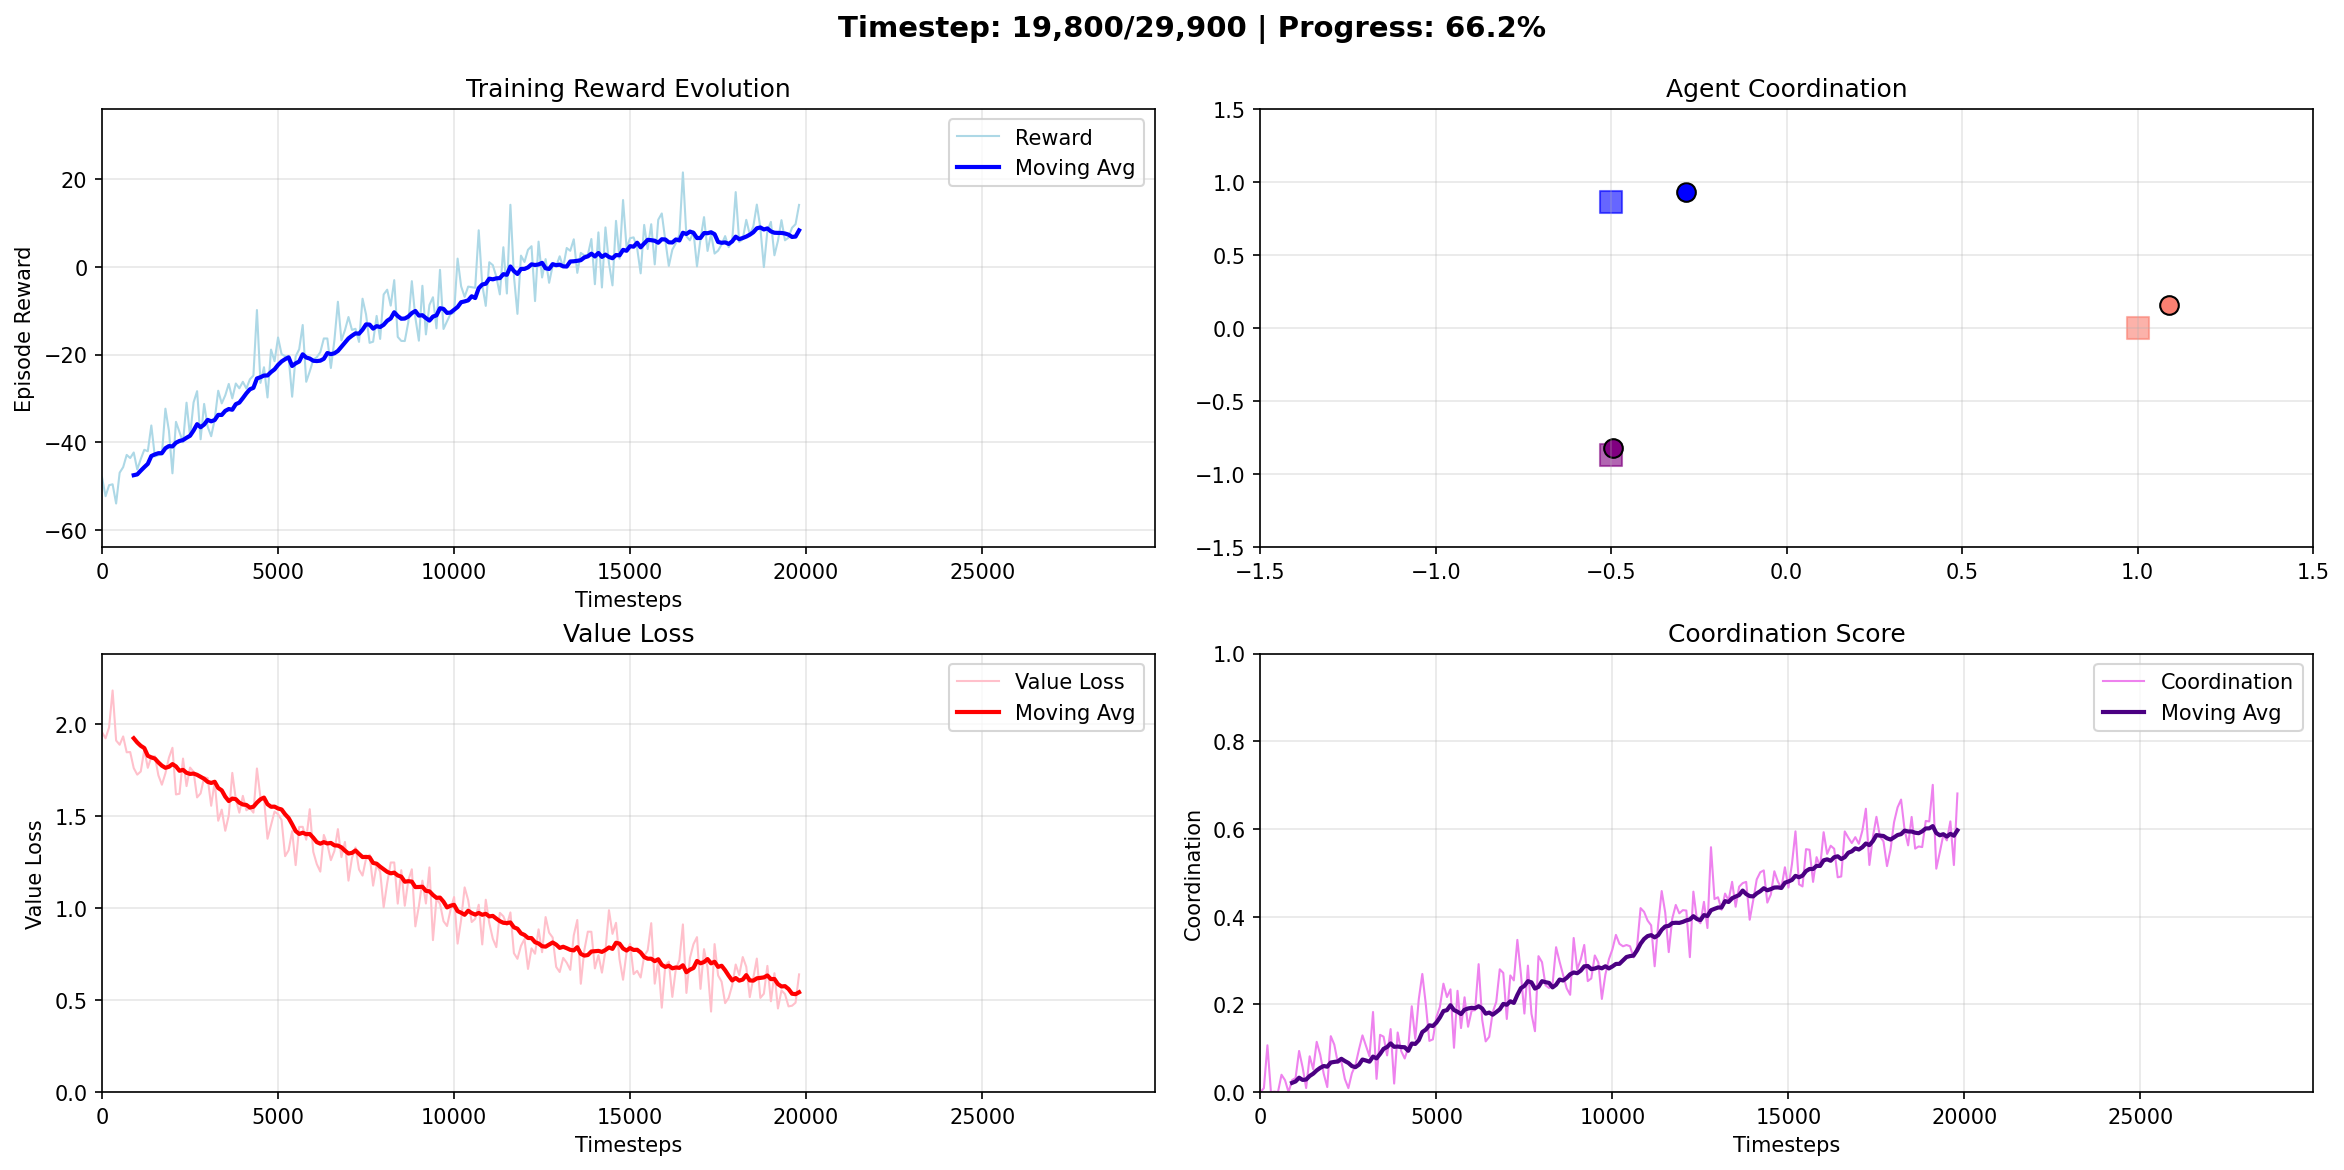 Timestep: 19,800/29,900 | Progress: 66.2%
Training Reward Evolution
Episode Reward
20
0
−20
−40
−60
Reward
Moving Avg
0
5000
10000
15000
20000
25000
Timesteps
Agent Coordination
1.5
1.0
0.5
0.0
−0.5
−1.0
−1.5
−1.5
−1.0
−0.5
0.0
0.5
1.0
1.5
Value Loss
Value Loss
2.0
1.5
1.0
0.5
0.0
Value Loss
Moving Avg
0
5000
10000
15000
20000
25000
Timesteps
Coordination Score
Coordination
1.0
0.8
0.6
0.4
0.2
0.0
Coordination
Moving Avg
0
5000
10000
15000
20000
25000
Timesteps